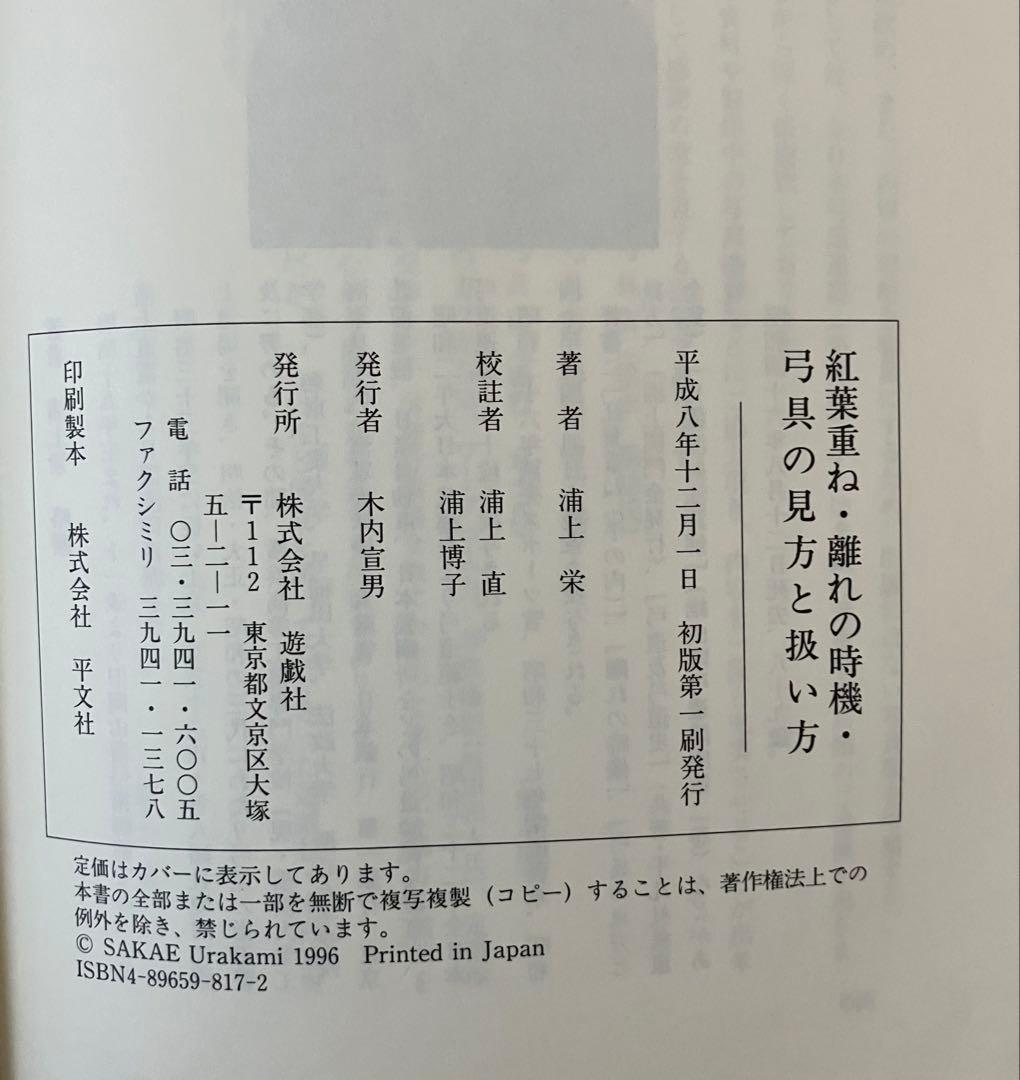 紅葉重ね・離れの時機・
弓具の見方と扱い方
平成八年十二月一日　初版第一刷発行
著　者　浦上　栄
校註者　浦上　直
浦上博子
発行者　木内宣男
発行所　株式会社　遊戯社
〒112　東京都文京区大塚
五―二―一一
電　話　〇三・三九四一・六〇〇五
ファクシミリ　三九四一・一三七八
印刷製本　株式会社　平文社
定価はカバーに表示してあります。
本書の全部または一部を無断で複写複製（コピー）することは、著作権法上での
例外を除き、禁じられています。
© SAKAE Urakami 1996　Printed in Japan
ISBN4-89659-817-2